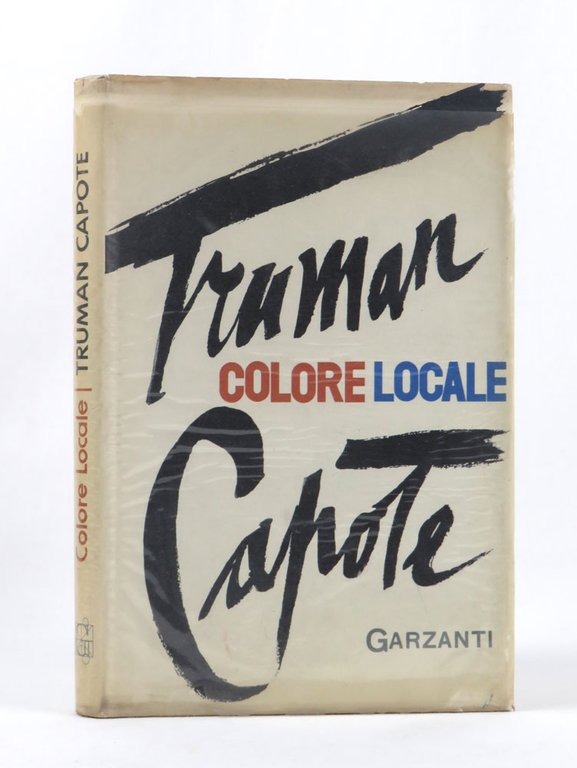 Truman
COLORE LOCALE
Capote
GARZANTI
Colore Locale | TRUMAN CAPOTE